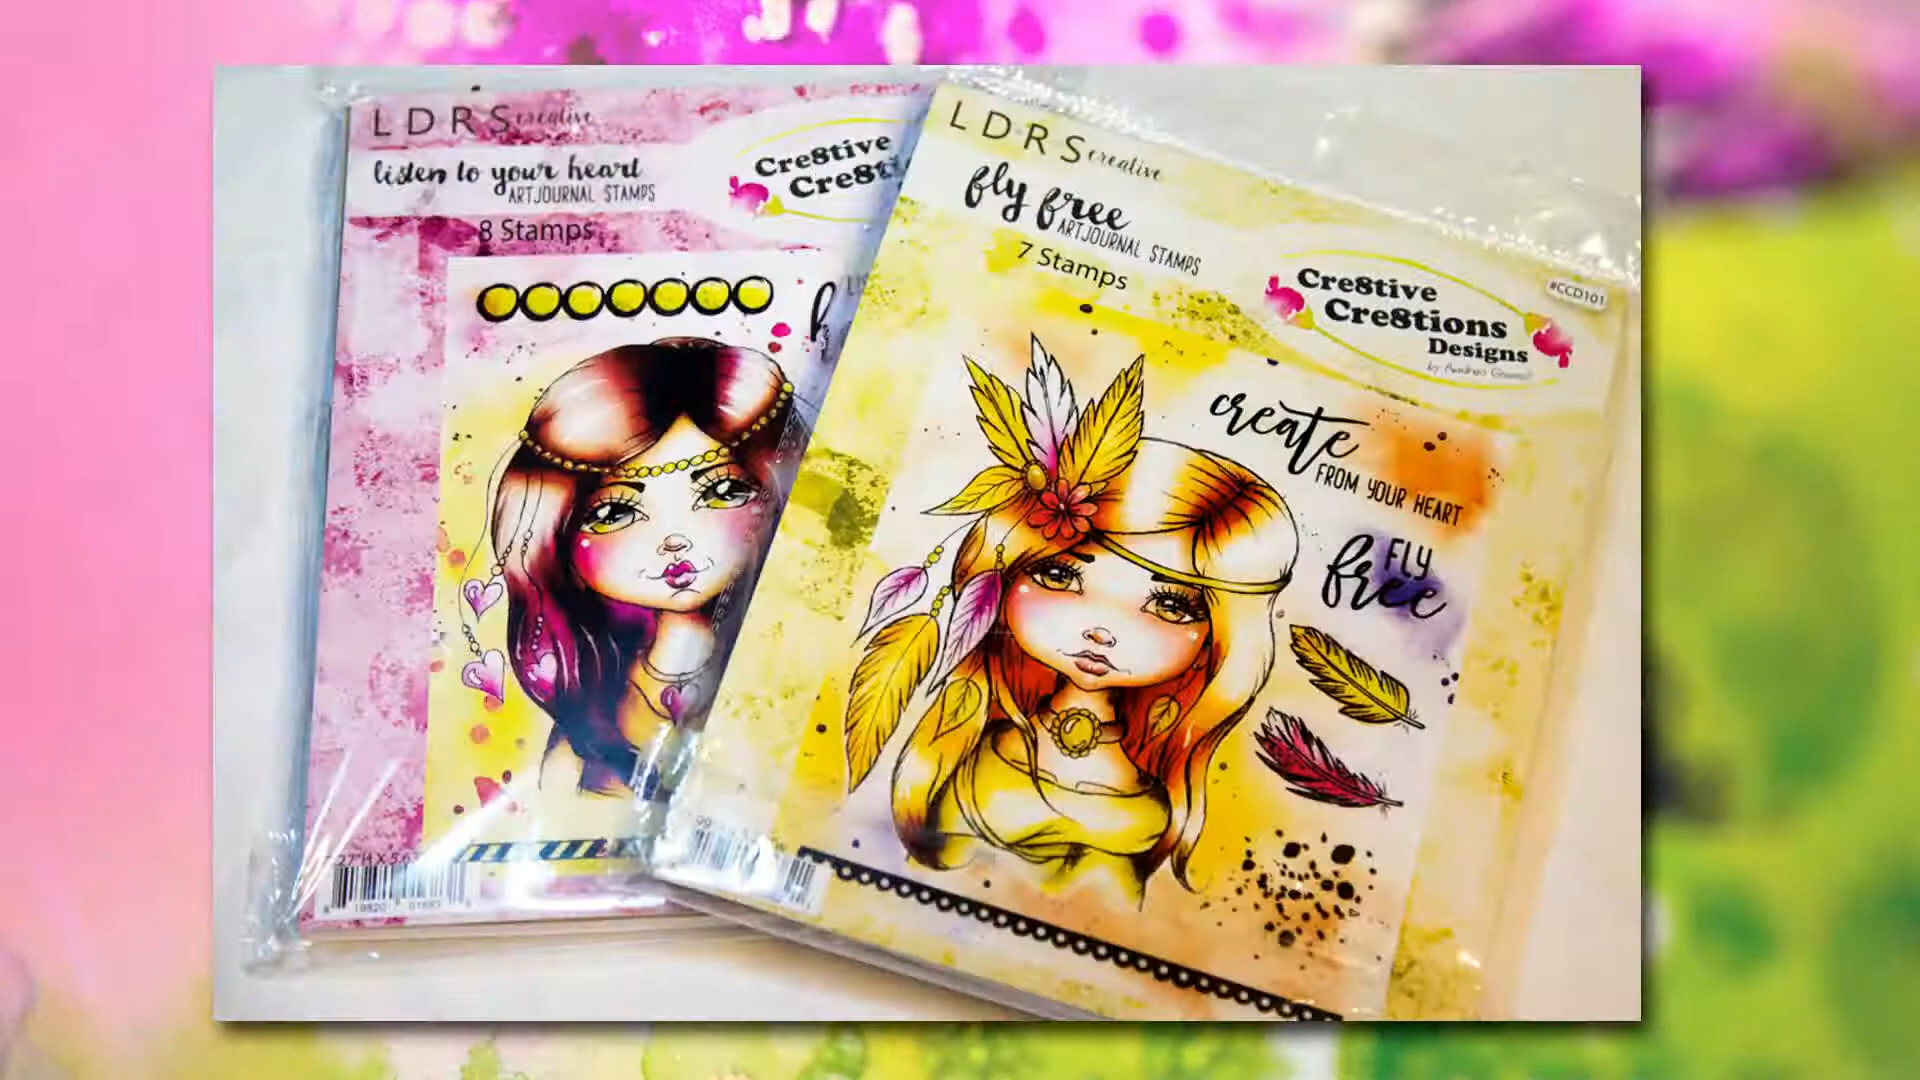 LDRS creative
listen to your heart
ARTJOURNAL STAMPS
8 Stamps
Cre8tive
LDRS creative
fly free
ARTJOURNAL STAMPS
7 Stamps
Cre8tive
Cre8tions
Designs
#CCD101
create
FROM YOUR HEART
FLY
free